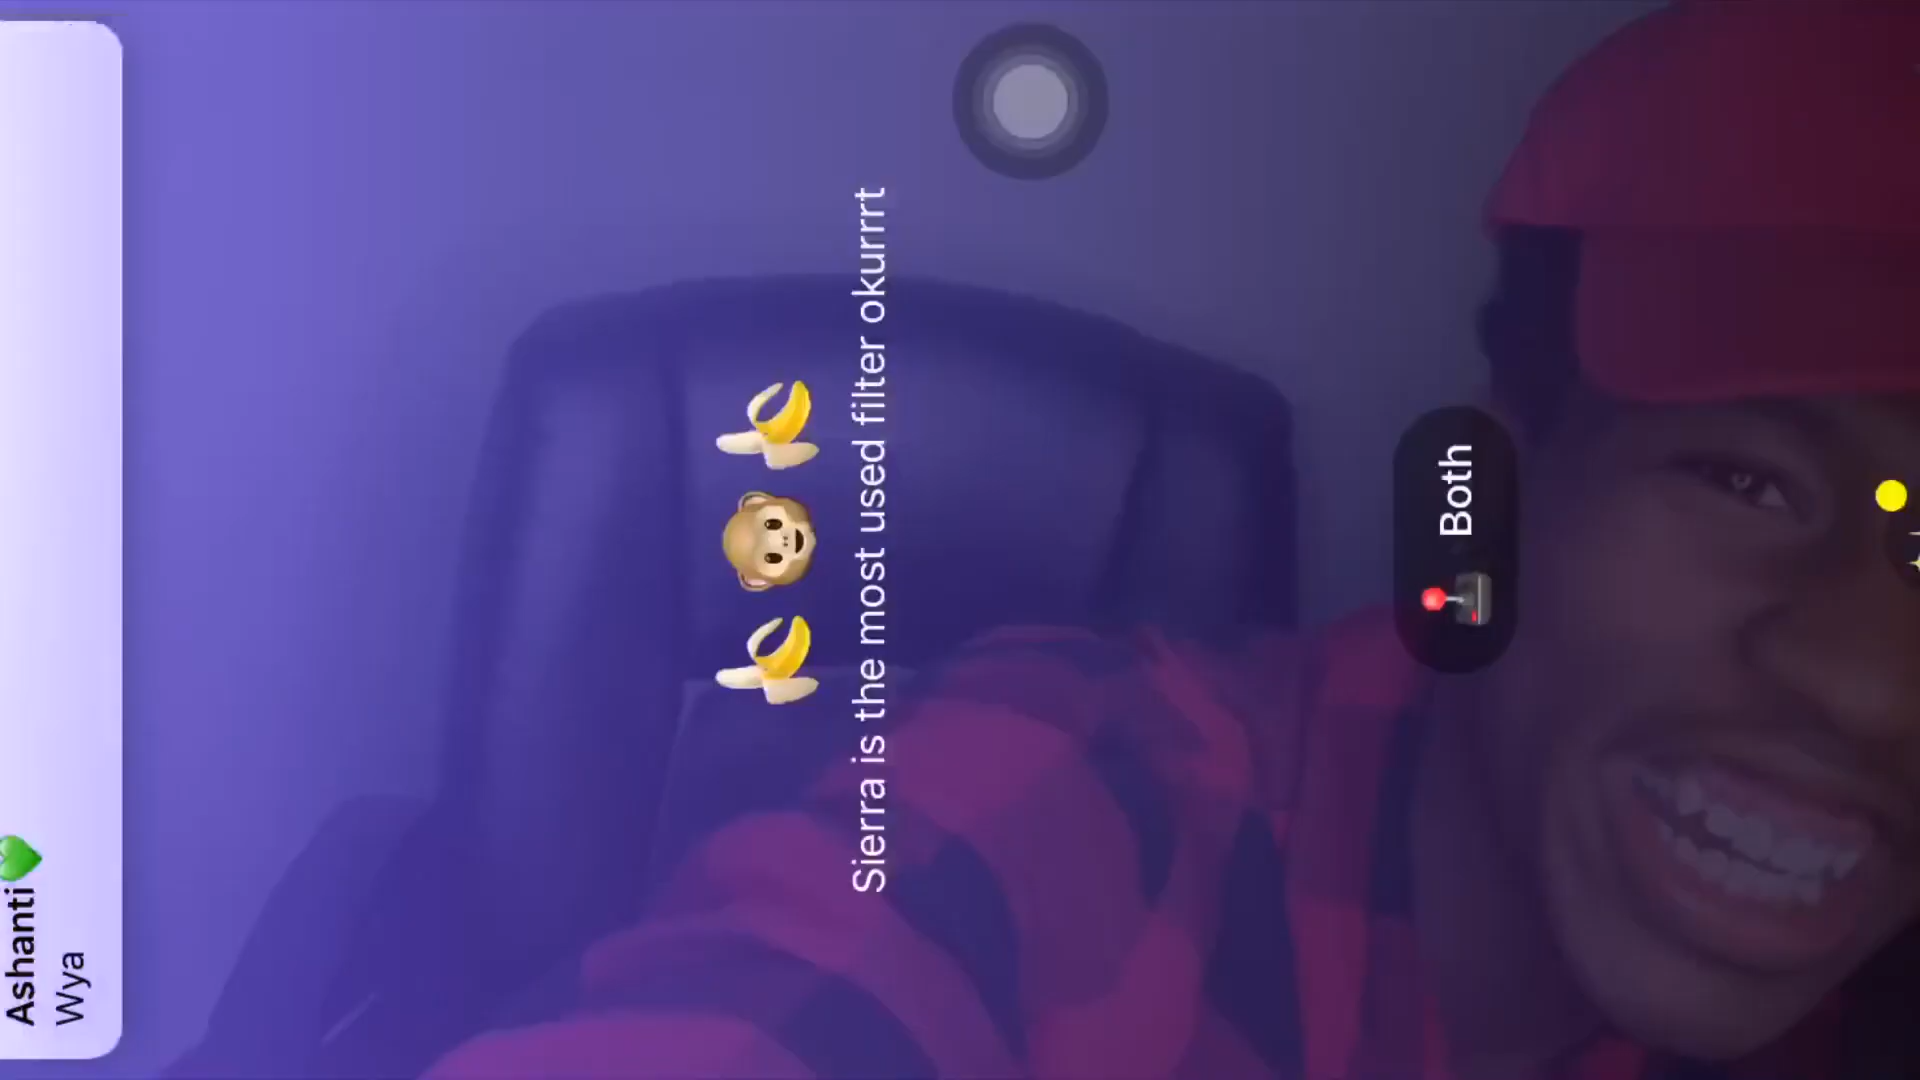 Ashanti💚
Wya
🍌🐵🍌
Sierra is the most used filter okurrrt
🕹 Both